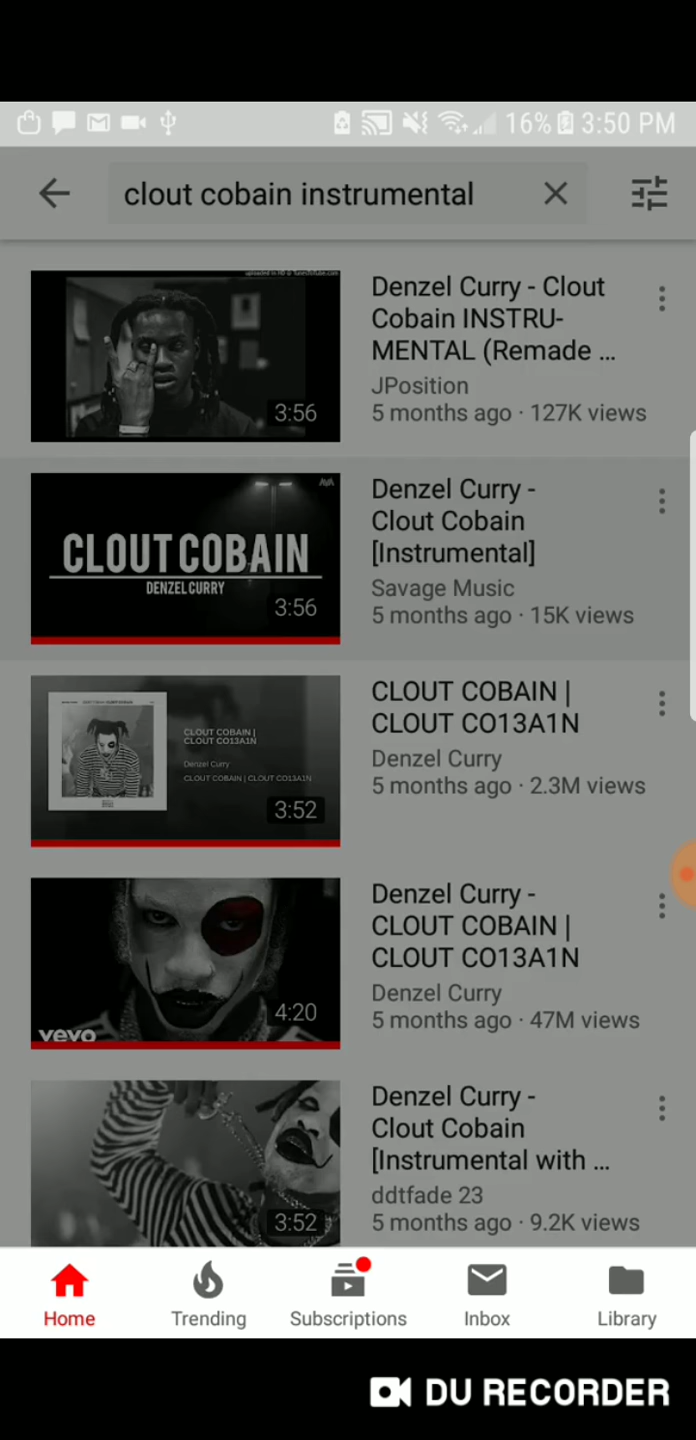 16% 3:50 PM
clout cobain instrumental
Denzel Curry - Clout
Cobain INSTRU-
MENTAL (Remade ...
JPosition
5 months ago · 127K views
3:56
Denzel Curry -
Clout Cobain
[Instrumental]
Savage Music
5 months ago · 15K views
CLOUT COBAIN
DENZEL CURRY
3:56
CLOUT COBAIN |
CLOUT CO13A1N
Denzel Curry
5 months ago · 2.3M views
CLOUT COBAIN |
CLOUT CO13A1N
Denzel Curry
CLOUT COBAIN | CLOUT CO13A1N
3:52
Denzel Curry -
CLOUT COBAIN |
CLOUT CO13A1N
Denzel Curry
5 months ago · 47M views
4:20
vevo
Denzel Curry -
Clout Cobain
[Instrumental with ...
ddtfade 23
5 months ago · 9.2K views
3:52
Home Trending Subscriptions Inbox Library
DU RECORDER